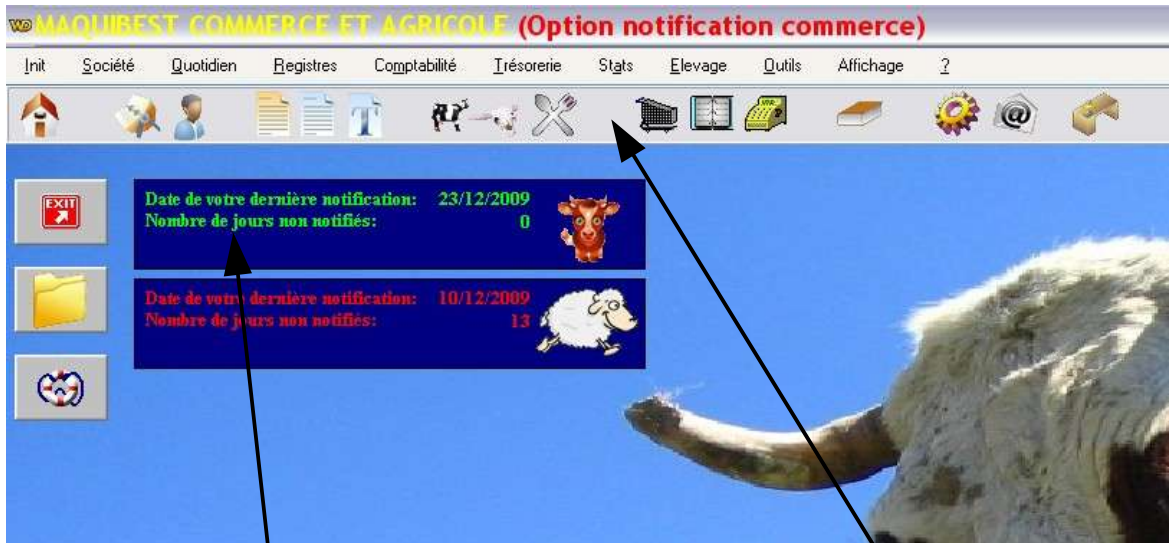 MAQUIBEST COMMERCE ET AGRICOLE (Option notification commerce)
Init Société Quotidien Registres Comptabilité Trésorerie Stats Elevage Outils Affichage ?
EXIT
Date de votre dernière notification: 23/12/2009
Nombre de jours non notifiés: 0
Date de votre dernière notification: 10/12/2009
Nombre de jours non notifiés: 13